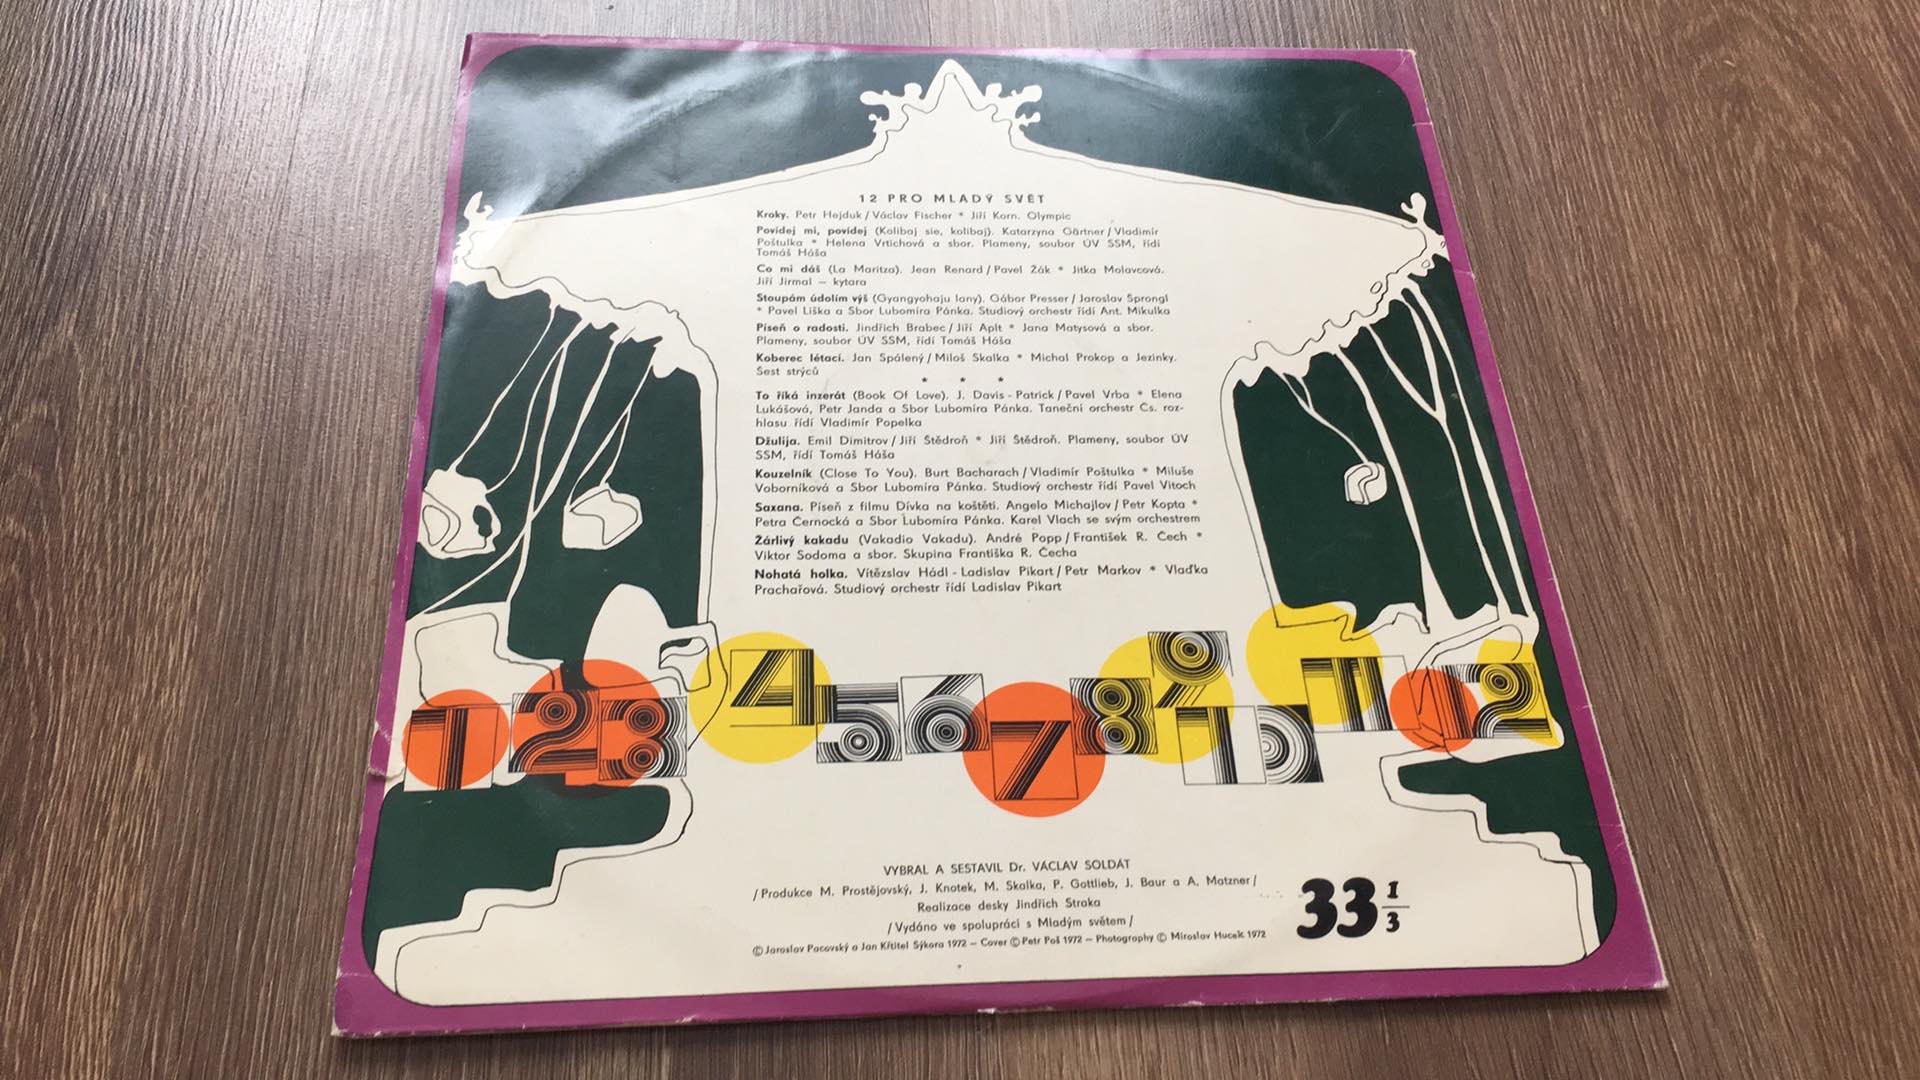 12 PRO MLADÝ SVĚT
Kroky. Petr Hejduk / Václav Fischer * Jiří Korn. Olympic
Povídej mi, povídej (Kolibaj sie, kolibaj). Katarzyna Gärtner / Vladimír
Poštulka * Helena Vrtichová a sbor. Plameny, soubor ÚV SSM, řídí
Tomáš Háša
Co mi dáš (La Maritza). Jean Renard / Pavel Žák * Jitka Molavcová.
Jiří Jirmal – kytara
Stoupám údolím výš (Gyangyohaju lany). Gábor Presser / Jaroslav Sprongl
* Pavel Liška a Sbor Lubomíra Pánka. Studiový orchestr řídí Ant. Mikulka
Píseň o radosti. Jindřich Brabec / Jiří Aplt * Jana Matysová a sbor.
Plameny, soubor ÚV SSM, řídí Tomáš Háša
Koberec létací. Jan Spálený / Miloš Skalka * Michal Prokop a Jezinky.
Šest strýců
* * *
To říká inzerát (Book Of Love). J. Davis - Patrick / Pavel Vrba * Elena
Lukášová, Petr Janda a Sbor Lubomíra Pánka. Taneční orchestr Čs. roz-
hlasu řídí Vladimír Popelka
Džulija. Emil Dimitrov / Jiří Štědroň * Jiří Štědroň. Plameny, soubor ÚV
SSM, řídí Tomáš Háša
Kouzelník (Close To You). Burt Bacharach / Vladimír Poštulka * Miluše
Voborníková a Sbor Lubomíra Pánka. Studiový orchestr řídí Pavel Vitoch
Saxana. Píseň z filmu Dívka na koštěti. Angelo Michajlov / Petr Kopta *
Petra Černocká a Sbor Lubomíra Pánka. Karel Vlach se svým orchestrem
Žárlivý kakadu (Vakadio Vakadu). André Popp / František R. Čech *
Viktor Sodoma a sbor. Skupina Františka R. Čecha
Nohatá holka. Vítězslav Hádl - Ladislav Pikart / Petr Markov * Vlaďka
Prachařová. Studiový orchestr řídí Ladislav Pikart
1 2 3 4 5 6 7 8 9 10 11 12
VYBRAL A SESTAVIL Dr. VÁCLAV SOLDÁT
/ Produkce M. Prostějovský, J. Knotek, M. Skalka, P. Gottlieb, J. Baur a A. Matzner /
Realizace desky Jindřich Straka
/ Vydáno ve spolupráci s Mladým světem /
© Jaroslav Pacovský a Jan Křtitel Sýkora 1972 – Cover © Petr Poš 1972 – Photography © Miroslav Hucek 1972
33 1/3